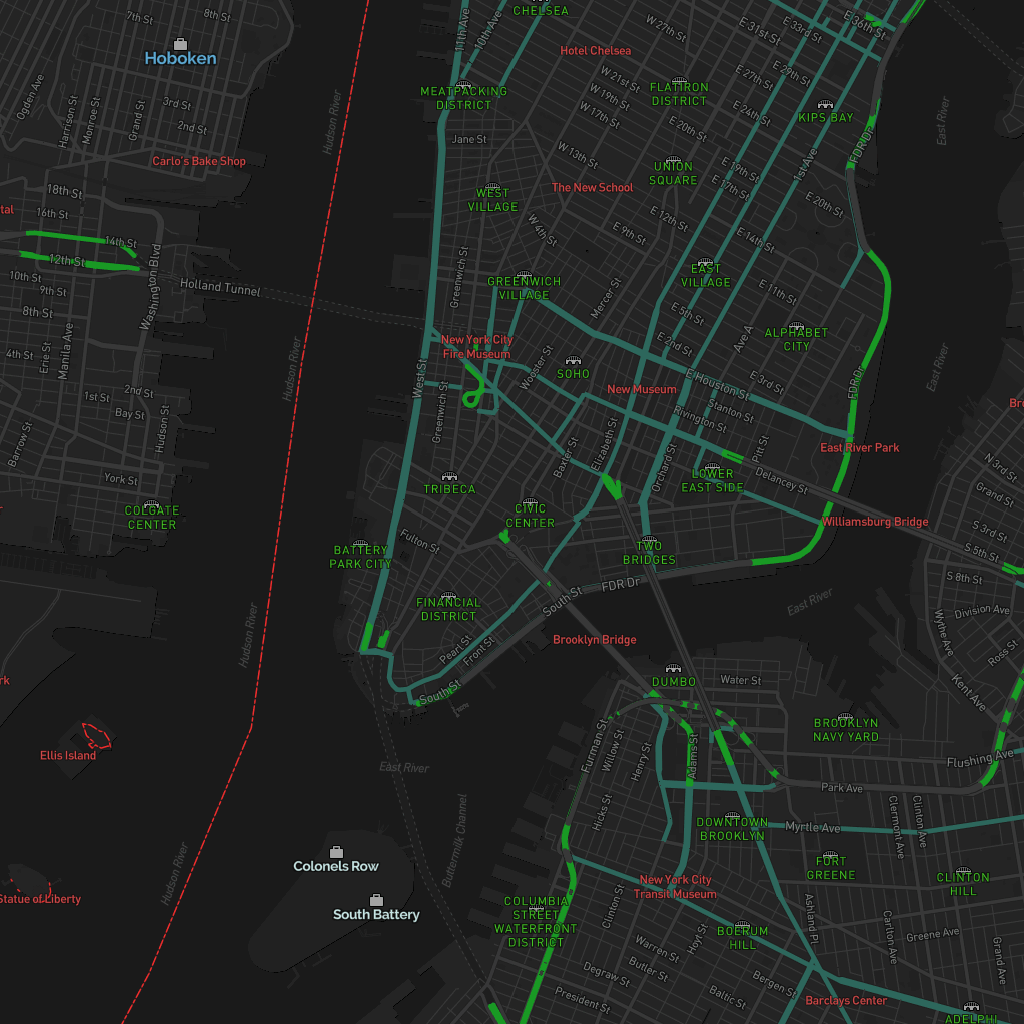 CHELSEA
7th St
8th St
11th Ave
10th Ave
W 27th St
E 31st St
E 33rd St
E 36th St
Hotel Chelsea
Hoboken
Ogden Ave
Harrison St
Monroe St
Grand St
3rd St
2nd St
Hudson River
MEATPACKING
DISTRICT
W 21st St
W 19th St
W 17th St
FLATIRON
DISTRICT
E 27th St
E 29th St
E 24th St
KIPS BAY
East River
Jane St
E 20th St
FDR Dr
Carlo's Bake Shop
W 13th St
UNION
SQUARE
E 19th St
E 17th St
1st Ave
18th St
16th St
tal
WEST
VILLAGE
The New School
E 20th St
W 4th St
E 12th St
E 9th St
E 14th St
14th St
12th St
Washington Blvd
10th St
9th St
8th St
Holland Tunnel
Greenwich St
GREENWICH
VILLAGE
Mercer St
EAST
VILLAGE
E 11th St
E 5th St
ALPHABET
CITY
Ave A
E 2nd St
4th St
Erie St
Manila Ave
Hudson River
New York City
Fire Museum
Wooster St
SOHO
New Museum
E Houston St
E 3rd St
FDR Dr
East River
1st St
2nd St
Bay St
Hudson St
West St
Greenwich St
Rivington St
Stanton St
Bro
Barrow St
York St
Baxter St
Elizabeth St
Orchard St
Pitt St
East River Park
N 3rd St
TRIBECA
LOWER
EAST SIDE
Delancey St
Grand St
COLGATE
CENTER
CIVIC
CENTER
Williamsburg Bridge
S 3rd St
S 5th St
BATTERY
PARK CITY
Fulton St
TWO
BRIDGES
S 8th St
FINANCIAL
DISTRICT
South St
FDR Dr
East River
Division Ave
Wythe Ave
Hudson River
Pearl St
Front St
Brooklyn Bridge
Ross St
rk
South St
DUMBO
Water St
Kent Ave
Ellis Island
Furman St
Willow St
Henry St
Adams St
BROOKLYN
NAVY YARD
East River
Flushing Ave
Park Ave
Hicks St
DOWNTOWN
BROOKLYN
Myrtle Ave
Clermont Ave
Clinton Ave
Hudson River
Colonels Row
Buttermilk Channel
FORT
GREENE
CLINTON
HILL
Statue of Liberty
South Battery
New York City
Transit Museum
COLUMBIA
STREET
WATERFRONT
DISTRICT
Clinton St
Hoyt St
BOERUM
HILL
Ashland Pl
Carlton Ave
Greene Ave
Grand Ave
Warren St
Butler St
Degraw St
President St
Baltic St
Bergen St
Barclays Center
ADELPHI